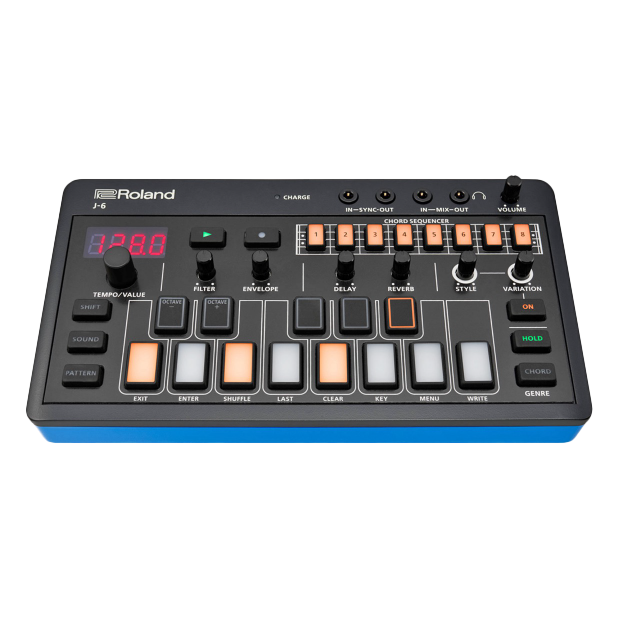 Roland
J-6
CHARGE
IN—SYNC—OUT
IN—MIX—OUT
VOLUME
CHORD SEQUENCER
128.0
1 2 3 4 5 6 7 8
TEMPO/VALUE
FILTER
ENVELOPE
DELAY
REVERB
STYLE
VARIATION
SHIFT
OCTAVE
−
OCTAVE
+
ON
SOUND
HOLD
PATTERN
CHORD
EXIT
ENTER
SHUFFLE
LAST
CLEAR
KEY
MENU
WRITE
GENRE